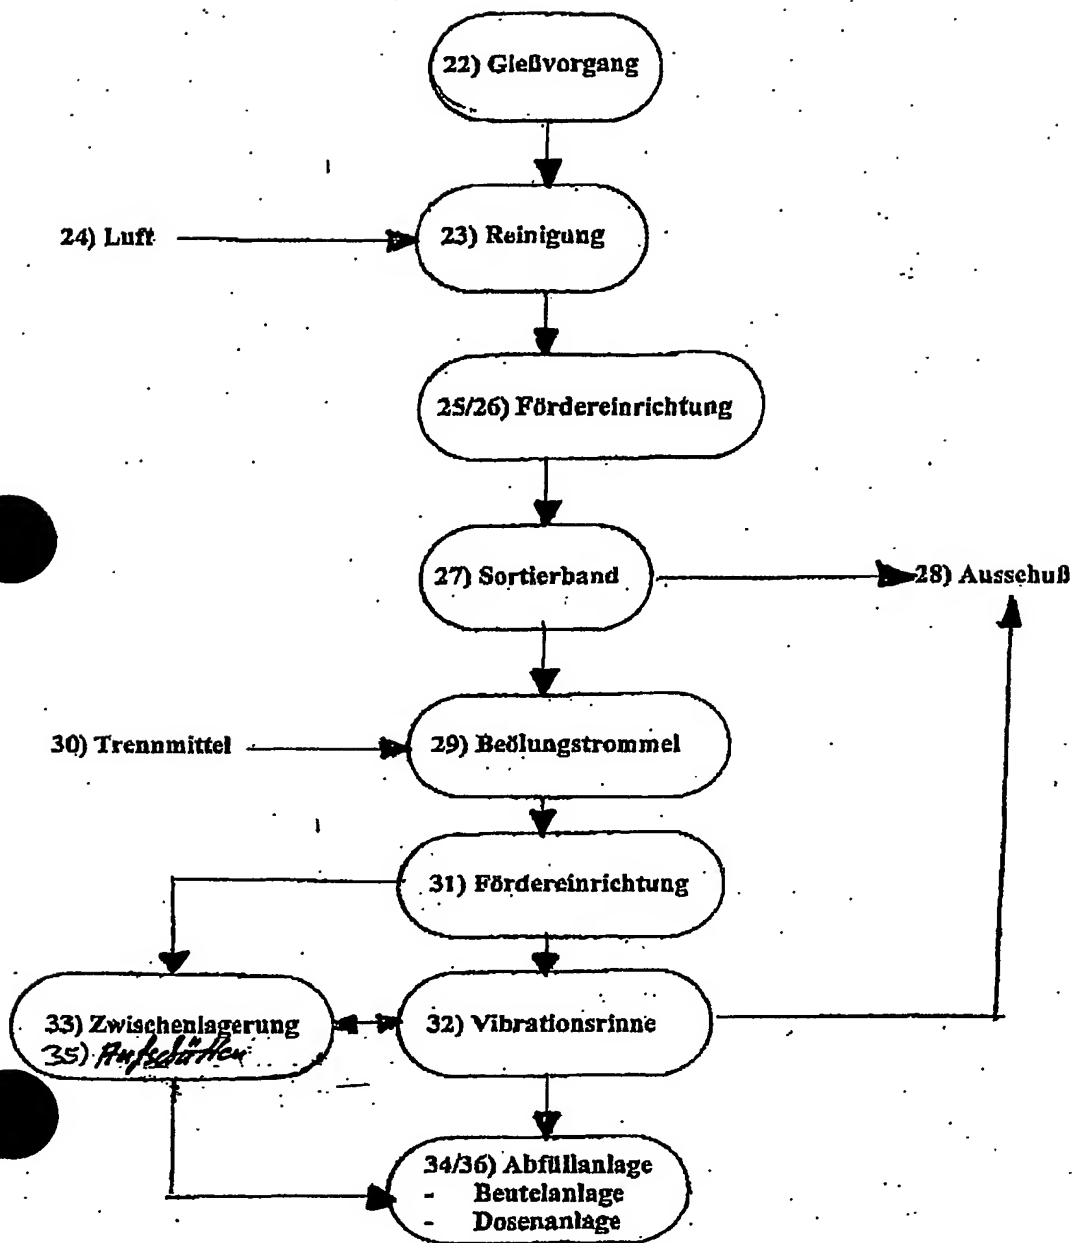 22) Gießvorgang
24) Luft
23) Reinigung
25/26) Fördereinrichtung
27) Sortierband
28) Ausschuß
30) Trennmittel
29) Beölungstrommel
31) Fördereinrichtung
33) Zwischenlagerung
35) Aufschütten
32) Vibrationsrinne
34/36) Abfüllanlage
- Beutelanlage
- Dosenanlage